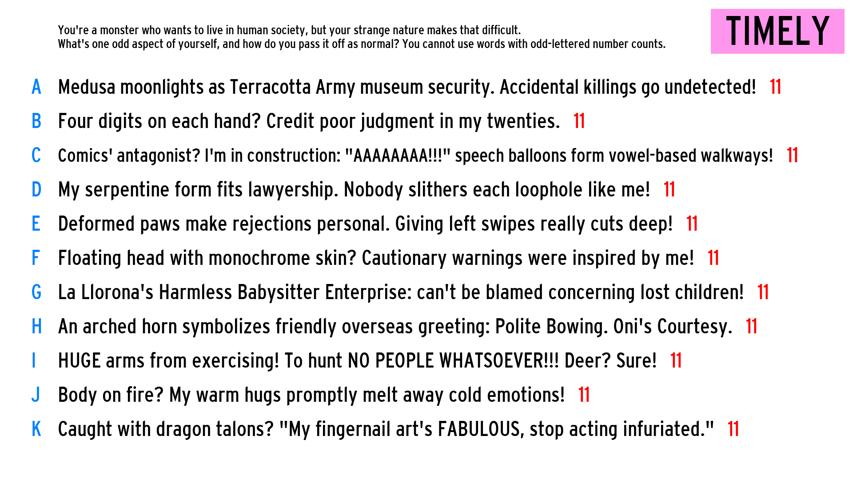 You're a monster who wants to live in human society, but your strange nature makes that difficult.
What's one odd aspect of yourself, and how do you pass it off as normal? You cannot use words with odd-lettered number counts.
TIMELY
A Medusa moonlights as Terracotta Army museum security. Accidental killings go undetected! 11
B Four digits on each hand? Credit poor judgment in my twenties. 11
C Comics' antagonist? I'm in construction: "AAAAAAAA!!!" speech balloons form vowel-based walkways! 11
D My serpentine form fits lawyership. Nobody slithers each loophole like me! 11
E Deformed paws make rejections personal. Giving left swipes really cuts deep! 11
F Floating head with monochrome skin? Cautionary warnings were inspired by me! 11
G La Llorona's Harmless Babysitter Enterprise: can't be blamed concerning lost children! 11
H An arched horn symbolizes friendly overseas greeting: Polite Bowing. Oni's Courtesy. 11
I HUGE arms from exercising! To hunt NO PEOPLE WHATSOEVER!!! Deer? Sure! 11
J Body on fire? My warm hugs promptly melt away cold emotions! 11
K Caught with dragon talons? "My fingernail art's FABULOUS, stop acting infuriated." 11